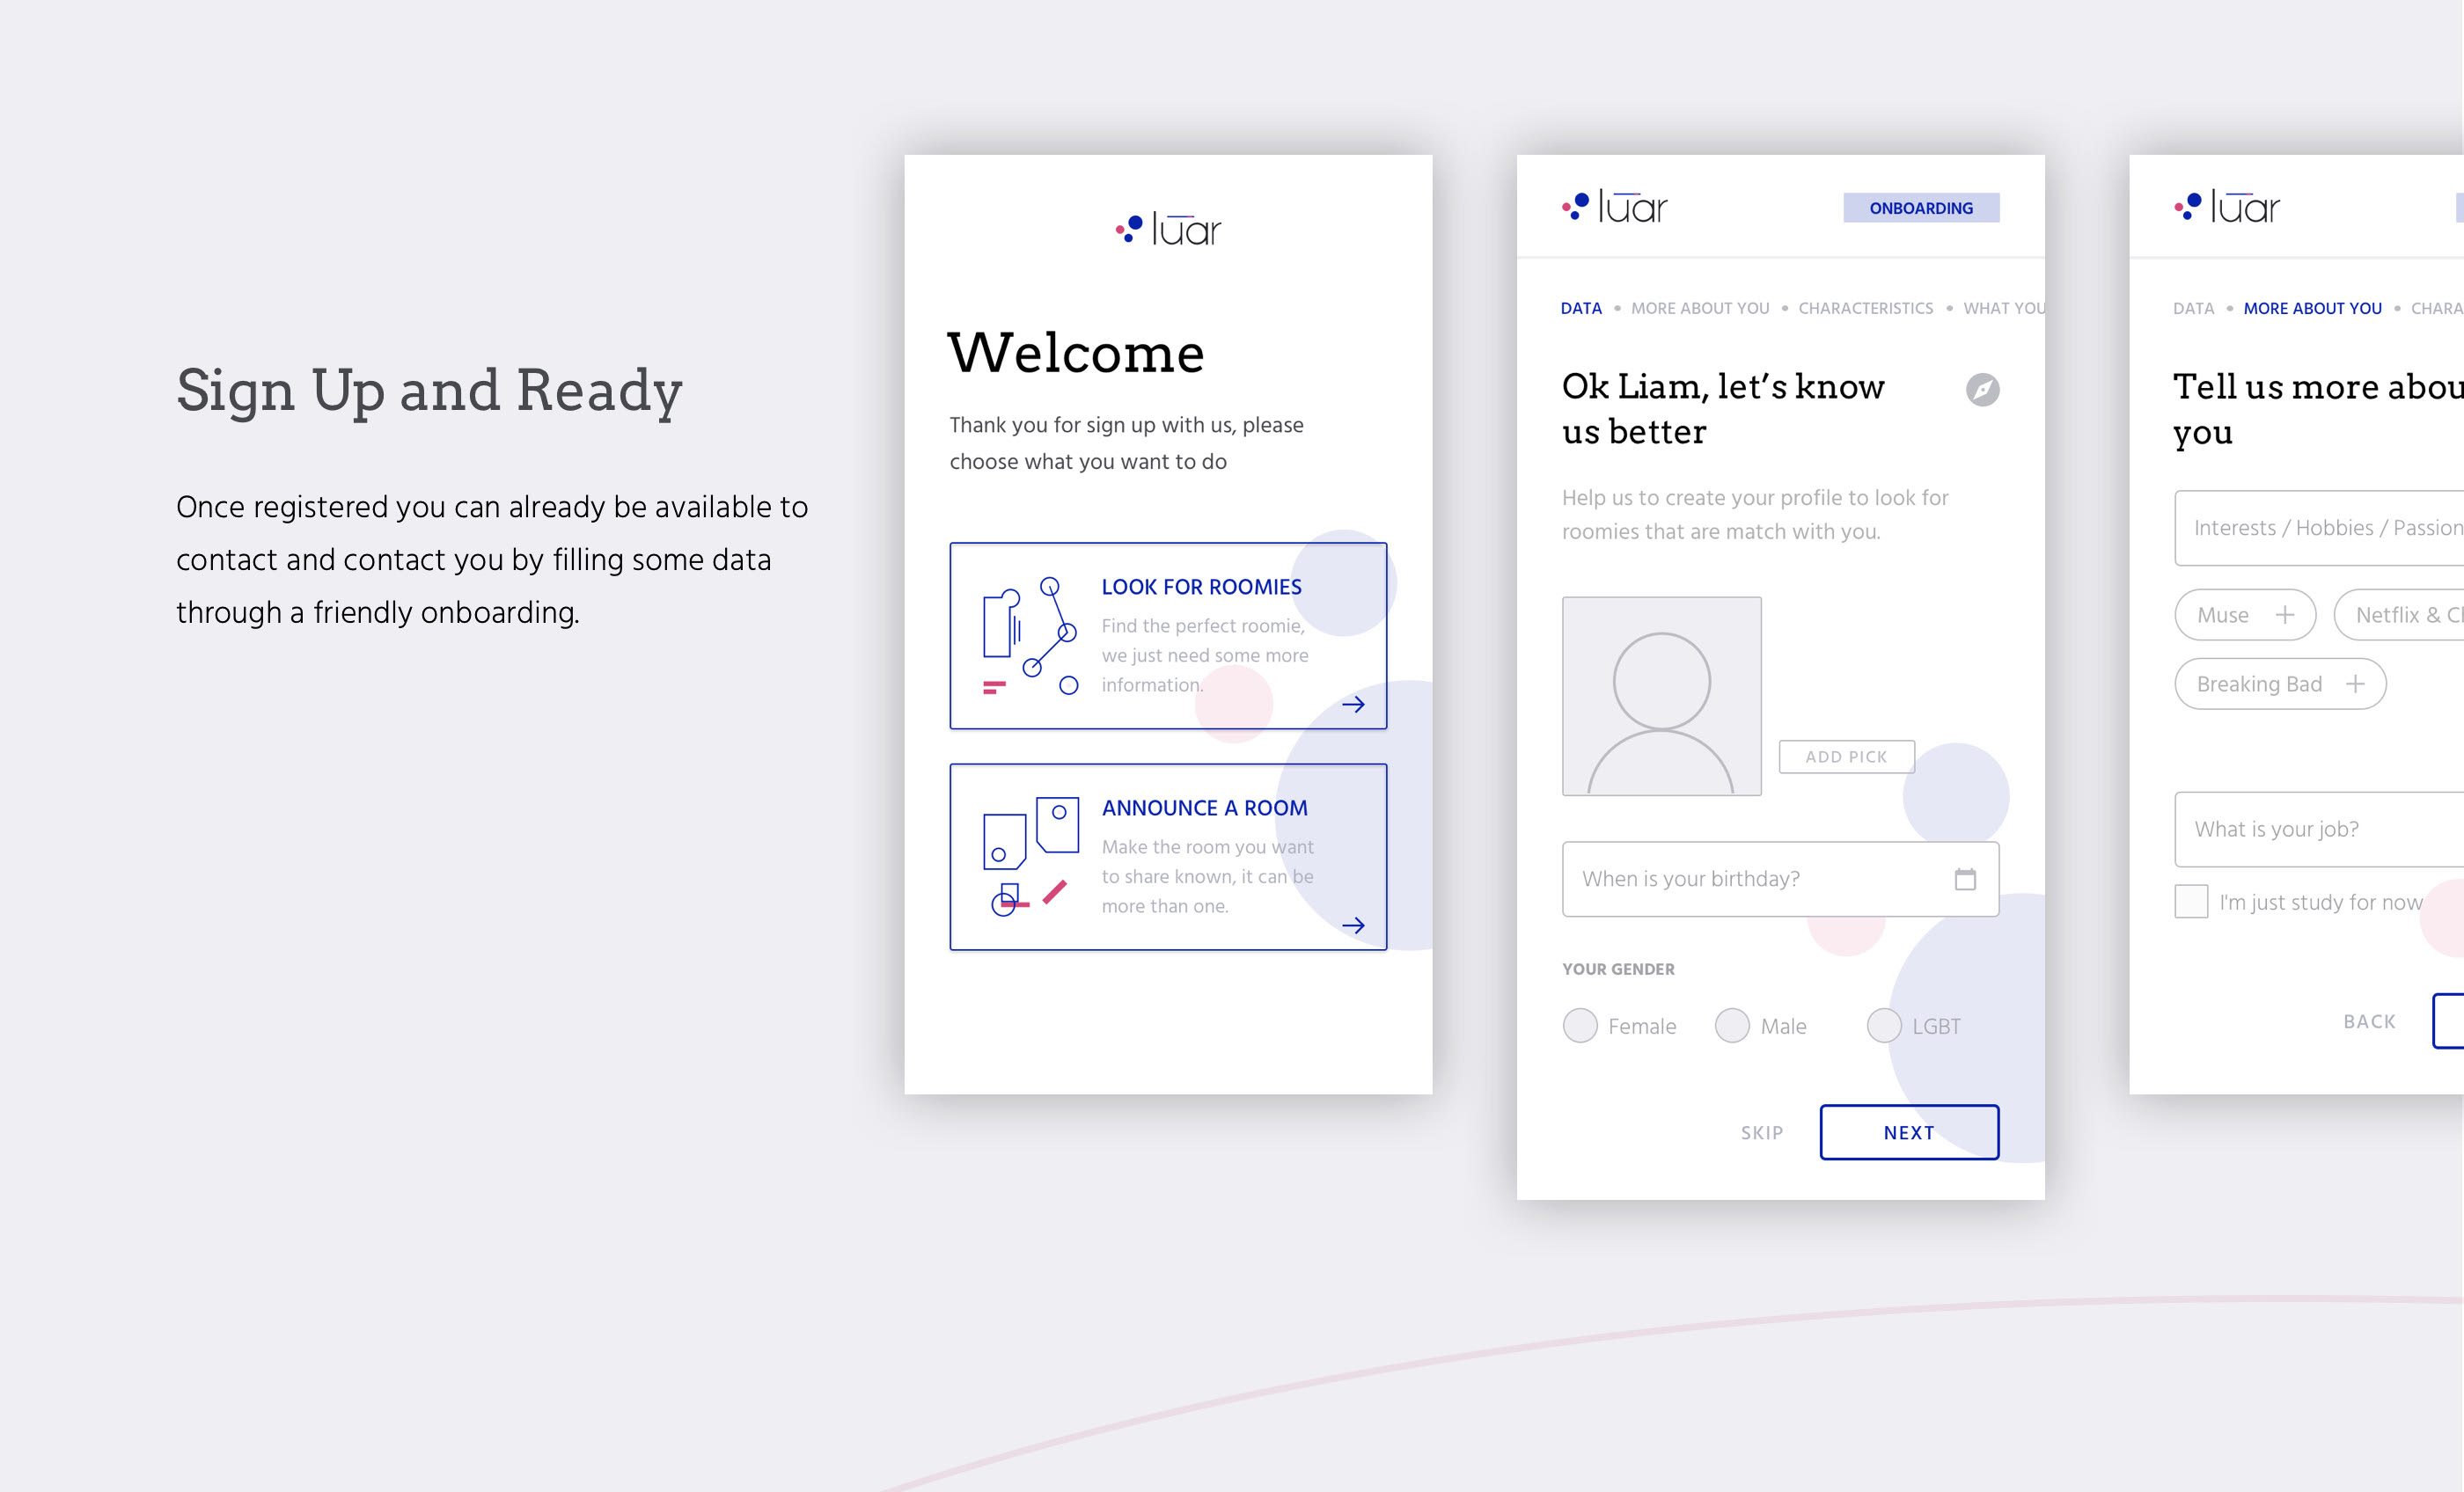 Sign Up and Ready
Once registered you can already be available to
contact and contact you by filling some data
through a friendly onboarding.
lūar
Welcome
Thank you for sign up with us, please
choose what you want to do
LOOK FOR ROOMIES
Find the perfect roomie,
we just need some more
information.
ANNOUNCE A ROOM
Make the room you want
to share known, it can be
more than one.
lūar
ONBOARDING
DATA • MORE ABOUT YOU • CHARACTERISTICS • WHAT YOU
Ok Liam, let’s know
us better
Help us to create your profile to look for
roomies that are match with you.
ADD PICK
When is your birthday?
YOUR GENDER
Female Male LGBT
SKIP NEXT
lūar
DATA • MORE ABOUT YOU •
Tell us more
you
Interests / Hobbies /
Muse
Netflix &
Breaking Bad
What is your job?
I'm just study for now
BACK